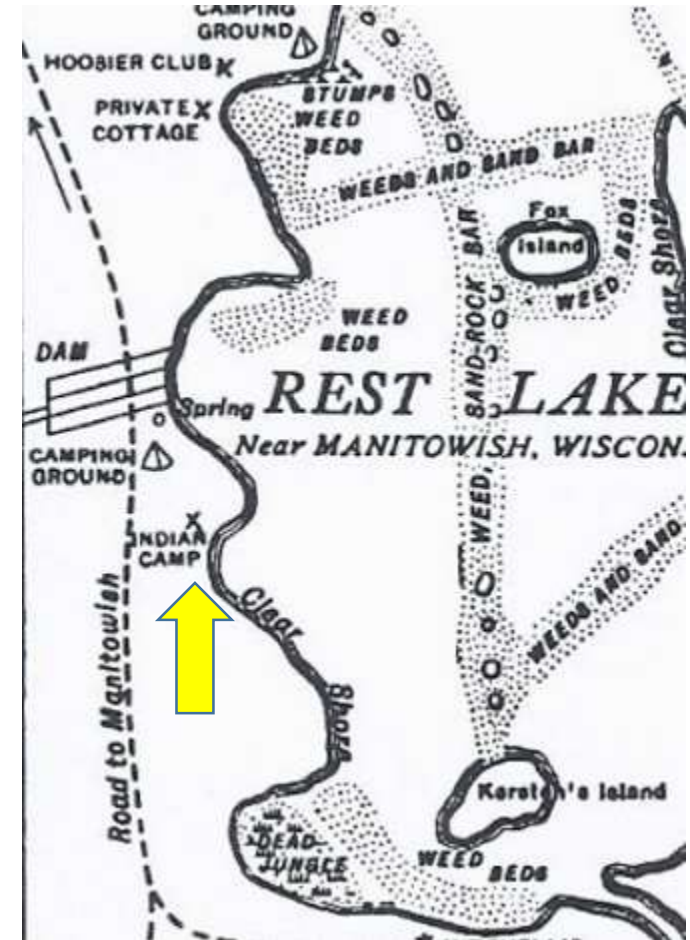 CAMPING
GROUND
HOOSIER CLUB X
PRIVATE X
COTTAGE
STUMPS
WEED
BEDS
WEEDS AND SAND BAR
Fox
Island
WEED BEDS
Clear Shore
WEED, SAND-ROCK BAR
WEED
BEDS
DAM
Spring
REST LAKE
Near MANITOWISH, WISCON.
CAMPING
GROUND
X
INDIAN
CAMP
Clear Shore
Road to Manitowish
WEEDS AND SAND
Karsten's Island
DEAD
JUNGLE
WEED BEDS